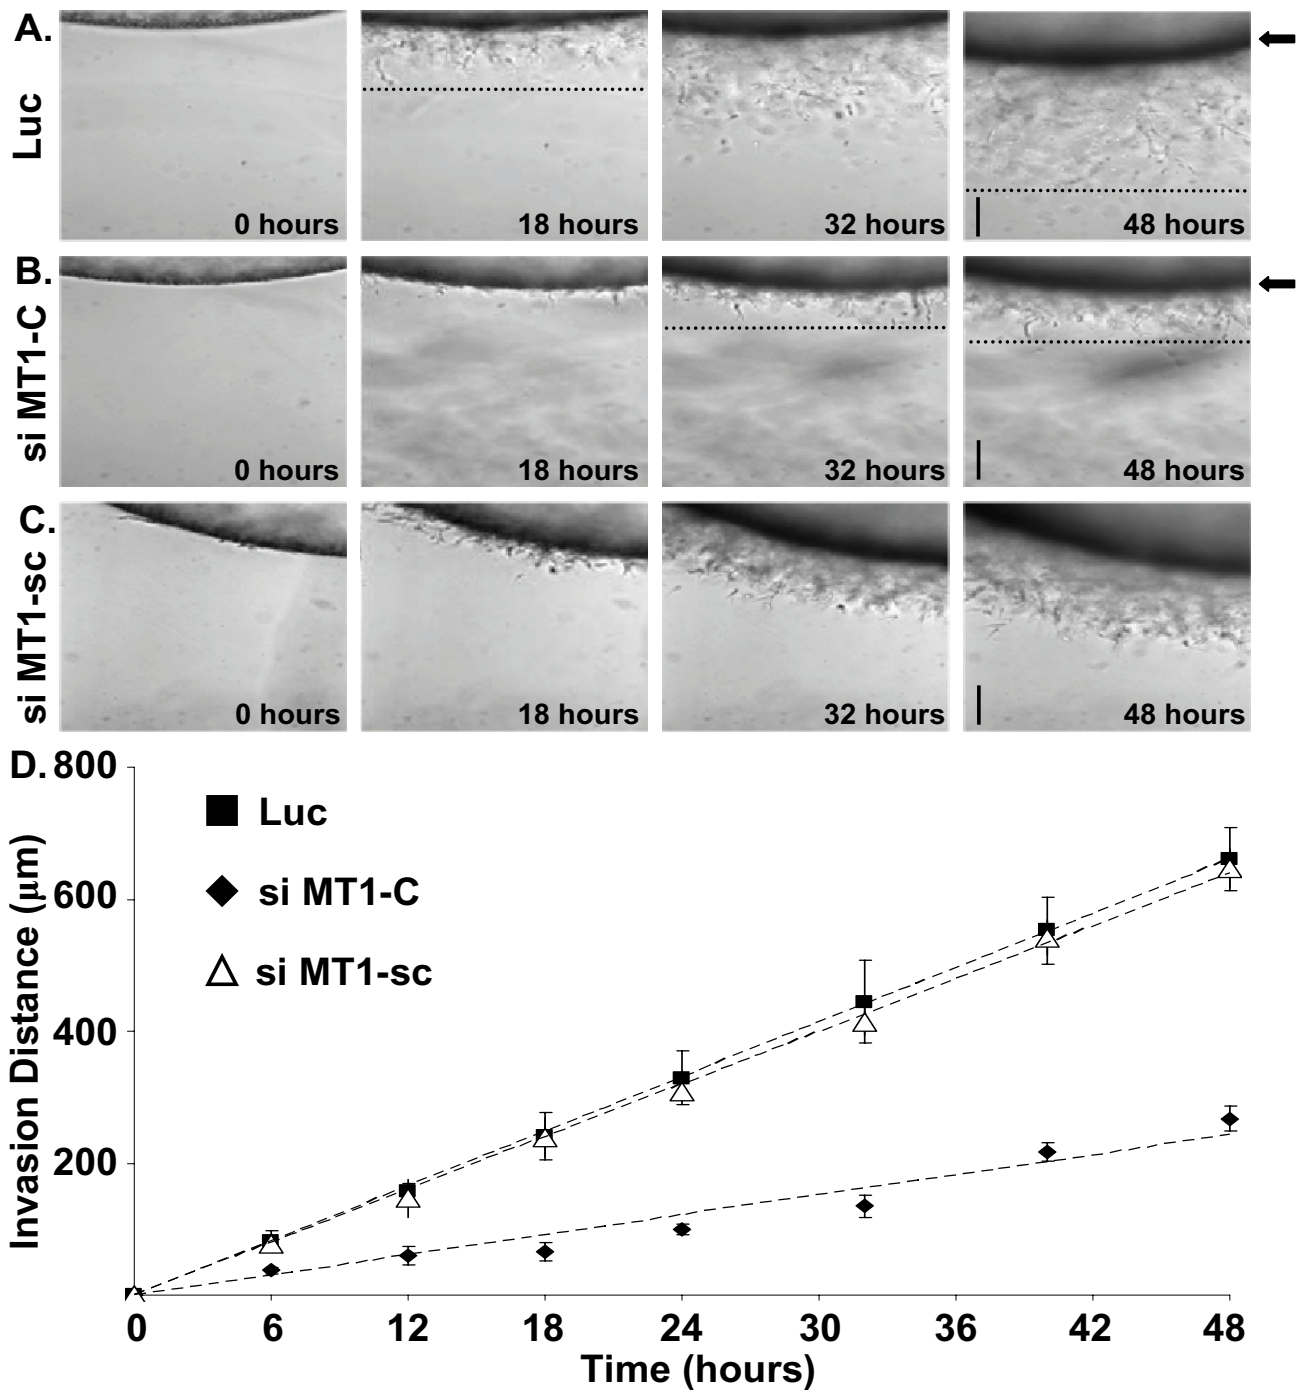 A.
Luc
0 hours
18 hours
32 hours
48 hours
B.
si MT1-C
0 hours
18 hours
32 hours
48 hours
C.
si MT1-sc
0 hours
18 hours
32 hours
48 hours
D.
Invasion Distance (µm)
800
600
400
200
Luc
si MT1-C
si MT1-sc
0 6 12 18 24 30 36 42 48
Time (hours)